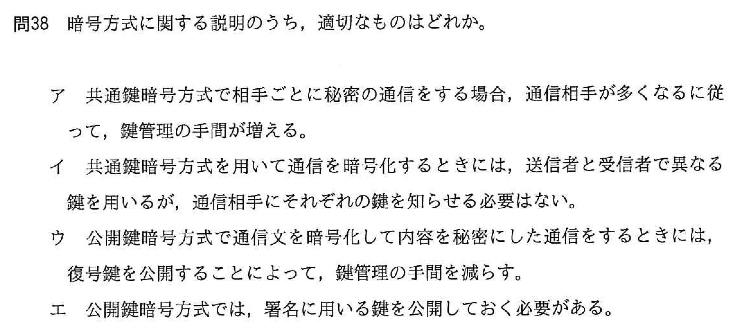 問38 暗号方式に関する説明のうち，適切なものはどれか。
ア 共通鍵暗号方式で相手ごとに秘密の通信をする場合，通信相手が多くなるに従
って，鍵管理の手間が増える。
イ 共通鍵暗号方式を用いて通信を暗号化するときには，送信者と受信者で異なる
鍵を用いるが，通信相手にそれぞれの鍵を知らせる必要はない。
ウ 公開鍵暗号方式で通信文を暗号化して内容を秘密にした通信をするときには，
復号鍵を公開することによって，鍵管理の手間を減らす。
エ 公開鍵暗号方式では，署名に用いる鍵を公開しておく必要がある。